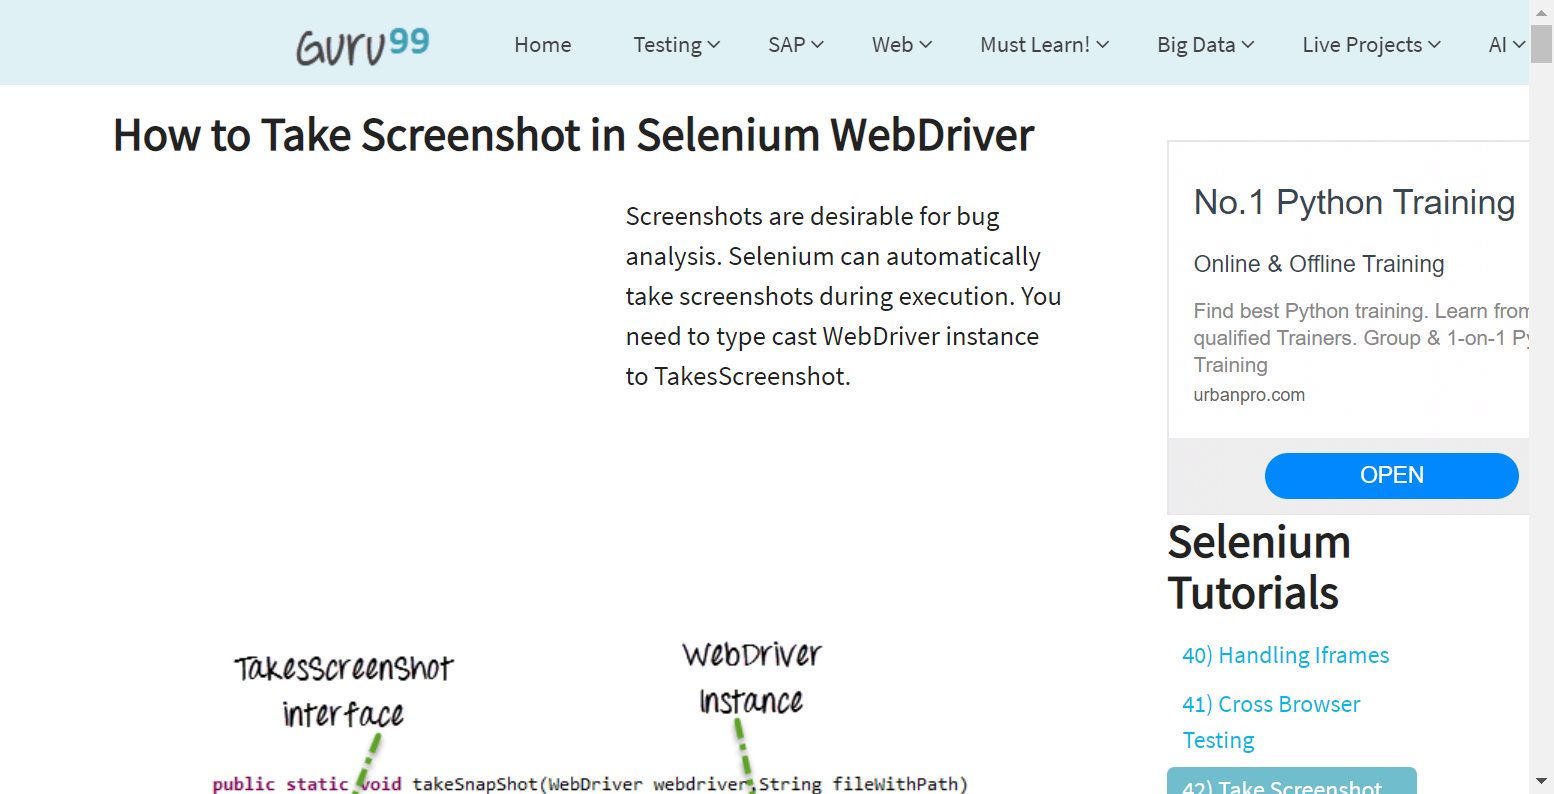 Guru99
Home
Testing
SAP
Web
Must Learn!
Big Data
Live Projects
AI
How to Take Screenshot in Selenium WebDriver
Screenshots are desirable for bug
analysis. Selenium can automatically
take screenshots during execution. You
need to type cast WebDriver instance
to TakesScreenshot.
TakesScreenShot
interface
WebDriver
Instance
public static void takeSnapShot(WebDriver webdriver,String fileWithPath)
No.1 Python Training
Online & Offline Training
Find best Python training. Learn from
qualified Trainers. Group & 1-on-1 Py
Training
urbanpro.com
OPEN
Selenium
Tutorials
40) Handling Iframes
41) Cross Browser
Testing
42) Take Screenshot